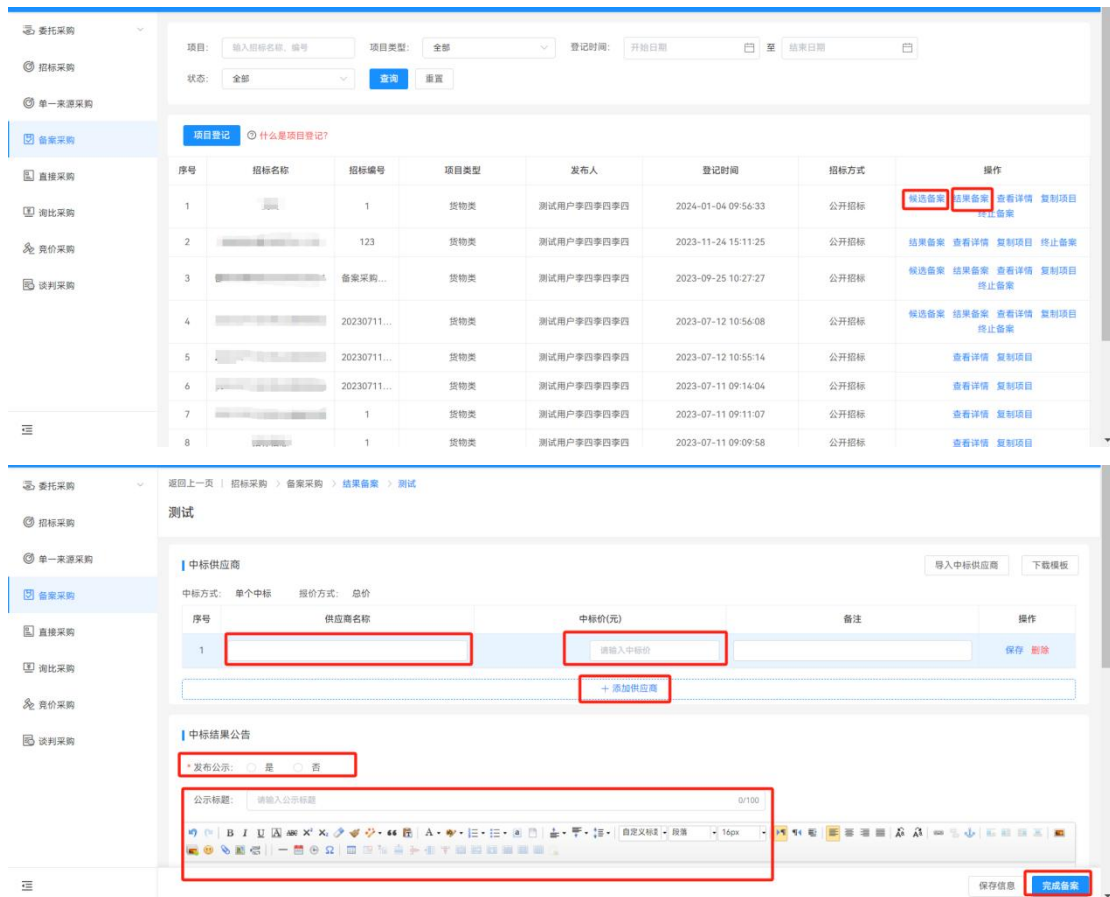 委托采购
招标采购
单一来源采购
备案采购
直接采购
询比采购
竞价采购
谈判采购
项目: 输入招标名称、编号 项目类型: 全部 登记时间: 开始日期 至 结束日期
状态: 全部 查询 重置
项目登记 什么是项目登记?
序号 招标名称 招标编号 项目类型 发布人 登记时间 招标方式 操作
1 1 货物类 测试用户李四李四李四 2024-01-04 09:56:33 公开招标 候选备案 结果备案 查看详情 复制项目
终止备案
2 123 货物类 测试用户李四李四李四 2023-11-24 15:11:25 公开招标 结果备案 查看详情 复制项目 终止备案
3 备案采购... 货物类 测试用户李四李四李四 2023-09-25 10:27:27 公开招标 候选备案 结果备案 查看详情 复制项目
终止备案
4 20230711... 货物类 测试用户李四李四李四 2023-07-12 10:56:08 公开招标 候选备案 结果备案 查看详情 复制项目
终止备案
5 20230711... 货物类 测试用户李四李四李四 2023-07-12 10:55:14 公开招标 查看详情 复制项目
6 20230711... 货物类 测试用户李四李四李四 2023-07-11 09:14:04 公开招标 查看详情 复制项目
7 1 货物类 测试用户李四李四李四 2023-07-11 09:11:07 公开招标 查看详情 复制项目
8 1 货物类 测试用户李四李四李四 2023-07-11 09:09:58 公开招标 查看详情 复制项目
委托采购
招标采购
单一来源采购
备案采购
直接采购
询比采购
竞价采购
谈判采购
返回上一页 | 招标采购 > 备案采购 > 结果备案 > 测试
测试
中标供应商 导入中标供应商 下载模板
中标方式: 单个中标 报价方式: 总价
序号 供应商名称 中标价(元) 备注 操作
1 请输入中标价 保存 删除
+ 添加供应商
中标结果公告
* 发布公示: 是 否
公示标题: 请输入公示标题 0/100
自定义标题 段落 16px
保存信息 完成备案